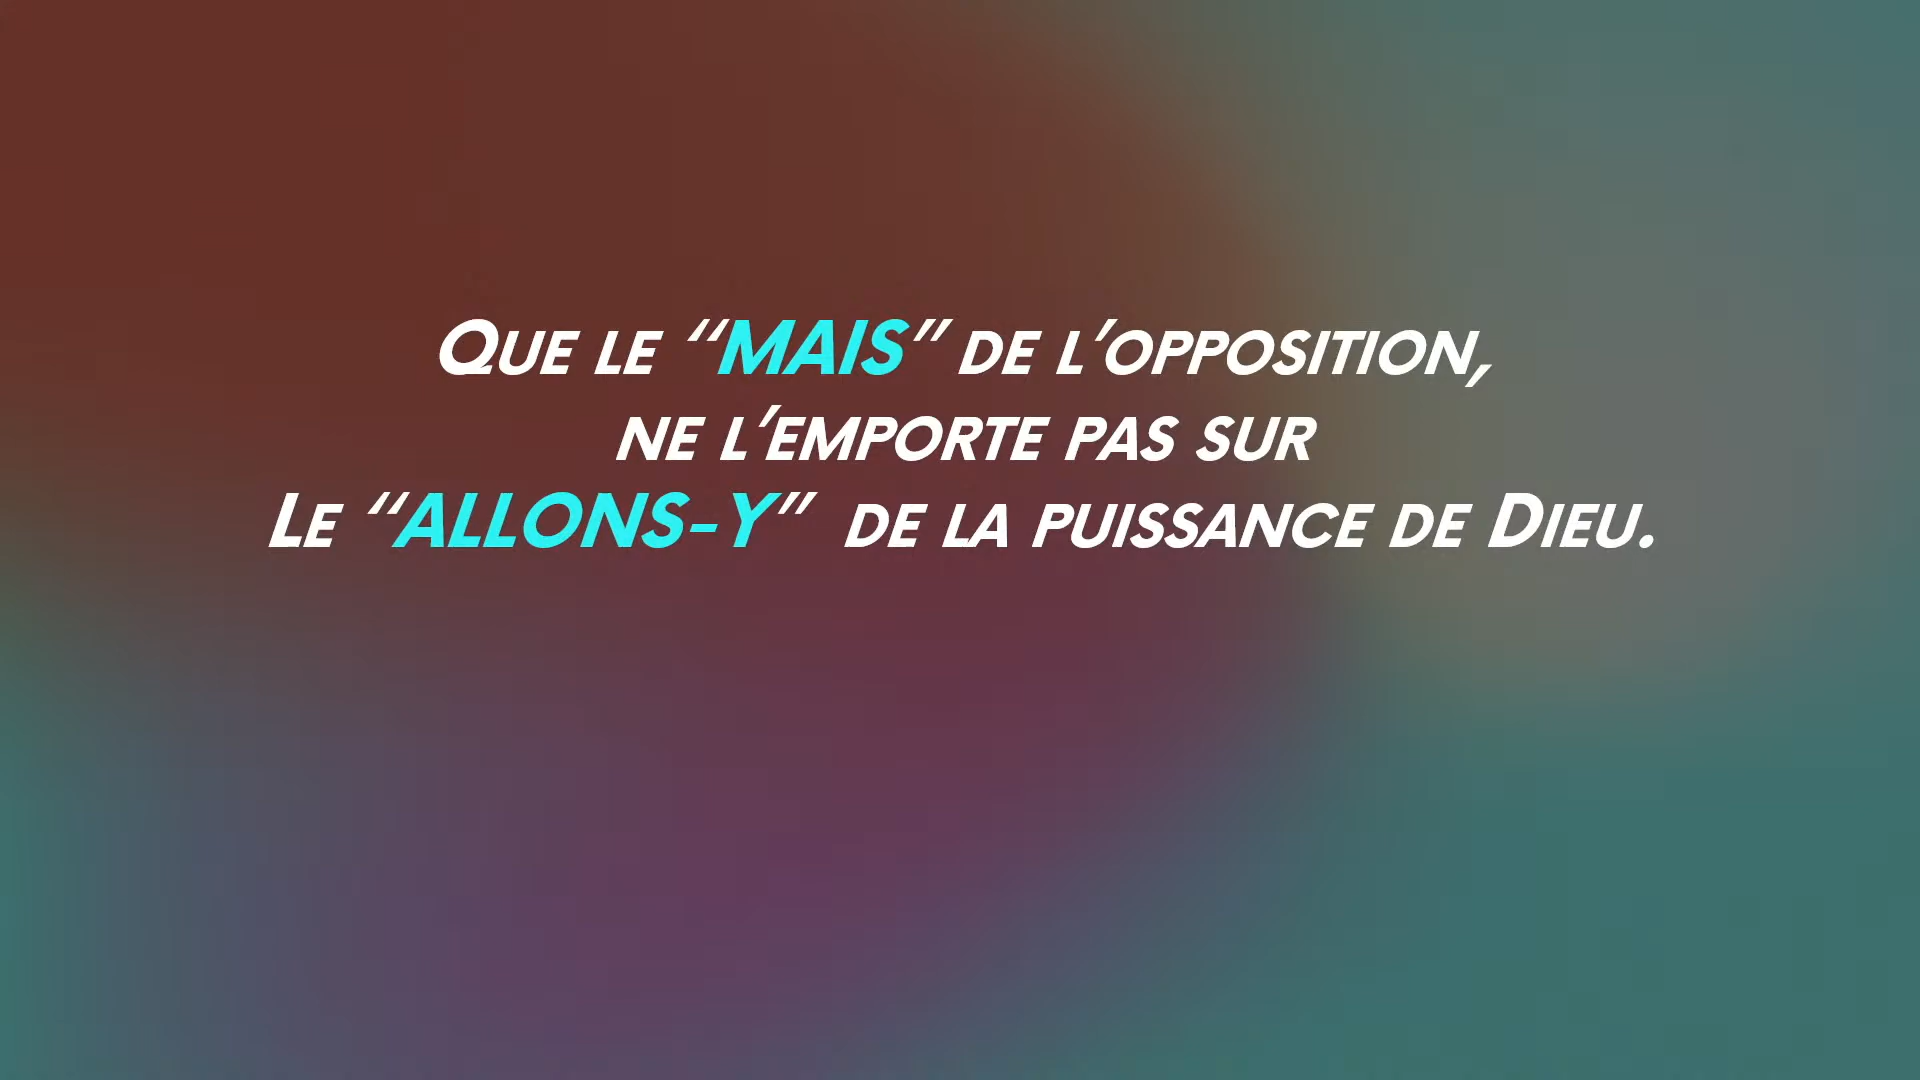 Que le “MAIS” de l’opposition,
ne l’emporte pas sur
Le “ALLONS-Y” de la puissance de Dieu.